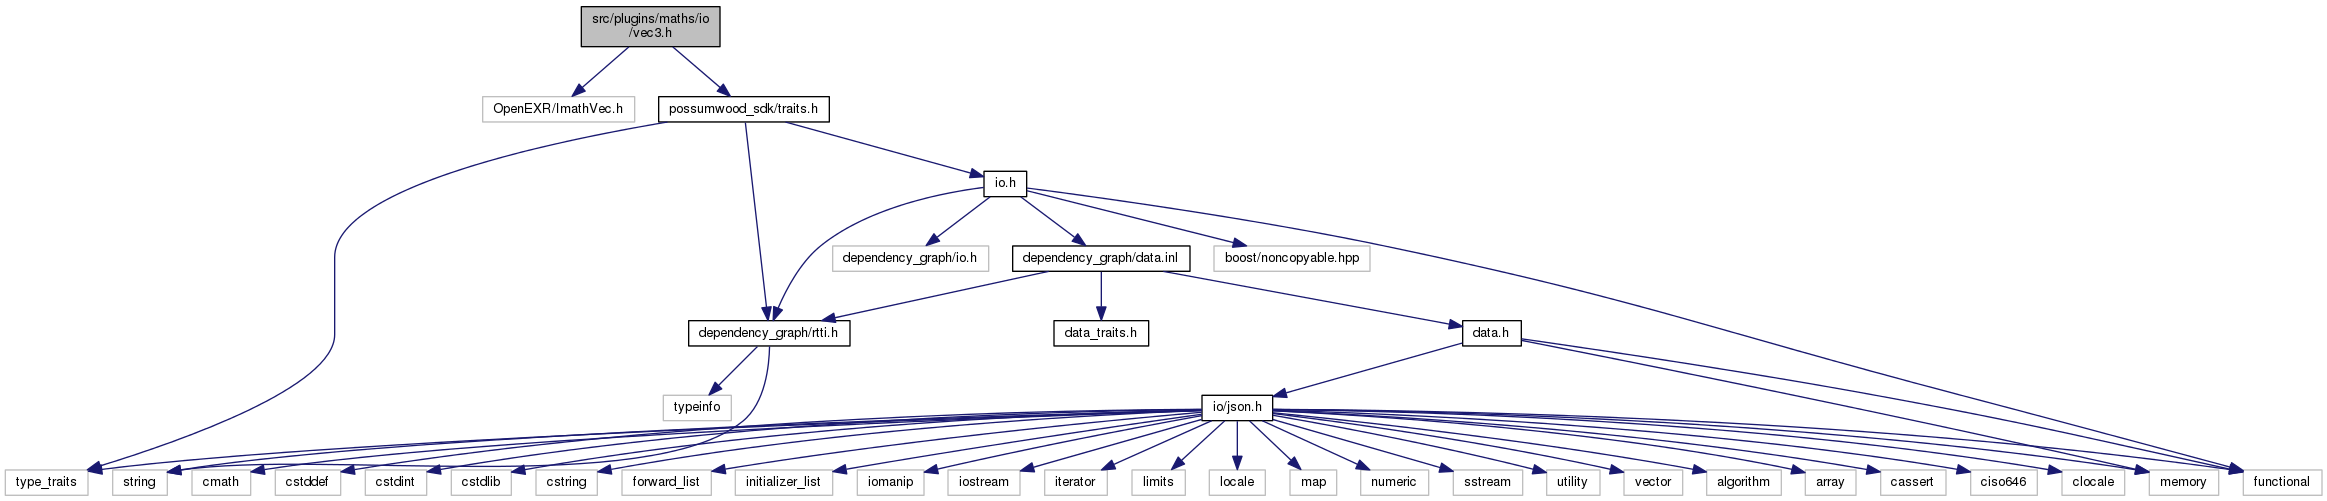 src/plugins/maths/io
/vec3.h
OpenEXR/ImathVec.h
possumwood_sdk/traits.h
io.h
dependency_graph/io.h
dependency_graph/data.inl
boost/noncopyable.hpp
dependency_graph/rtti.h
data_traits.h
data.h
typeinfo
io/json.h
type_traits
string
cmath
cstddef
cstdint
cstdlib
cstring
forward_list
initializer_list
iomanip
iostream
iterator
limits
locale
map
numeric
sstream
utility
vector
algorithm
array
cassert
ciso646
clocale
memory
functional